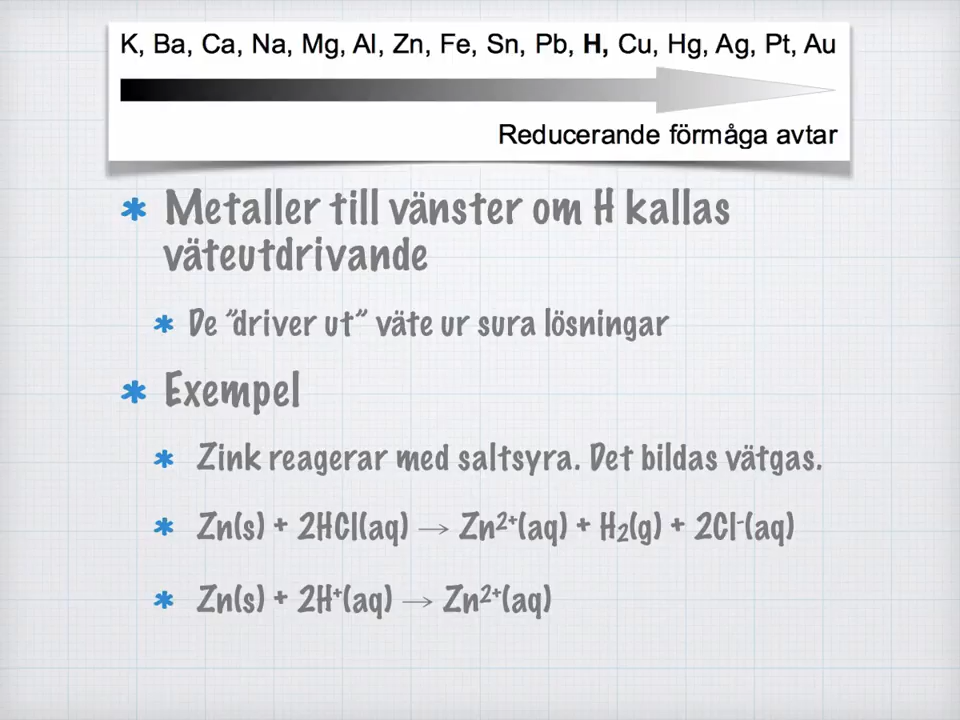 K, Ba, Ca, Na, Mg, Al, Zn, Fe, Sn, Pb, H, Cu, Hg, Ag, Pt, Au
Reducerande förmåga avtar
Metaller till vänster om H kallas
väteutdrivande
De ”driver ut” väte ur sura lösningar
Exempel
Zink reagerar med saltsyra. Det bildas vätgas.
Zn(s) + 2HCl(aq) → Zn²⁺(aq) + H₂(g) + 2Cl⁻(aq)
Zn(s) + 2H⁺(aq) → Zn²⁺(aq)